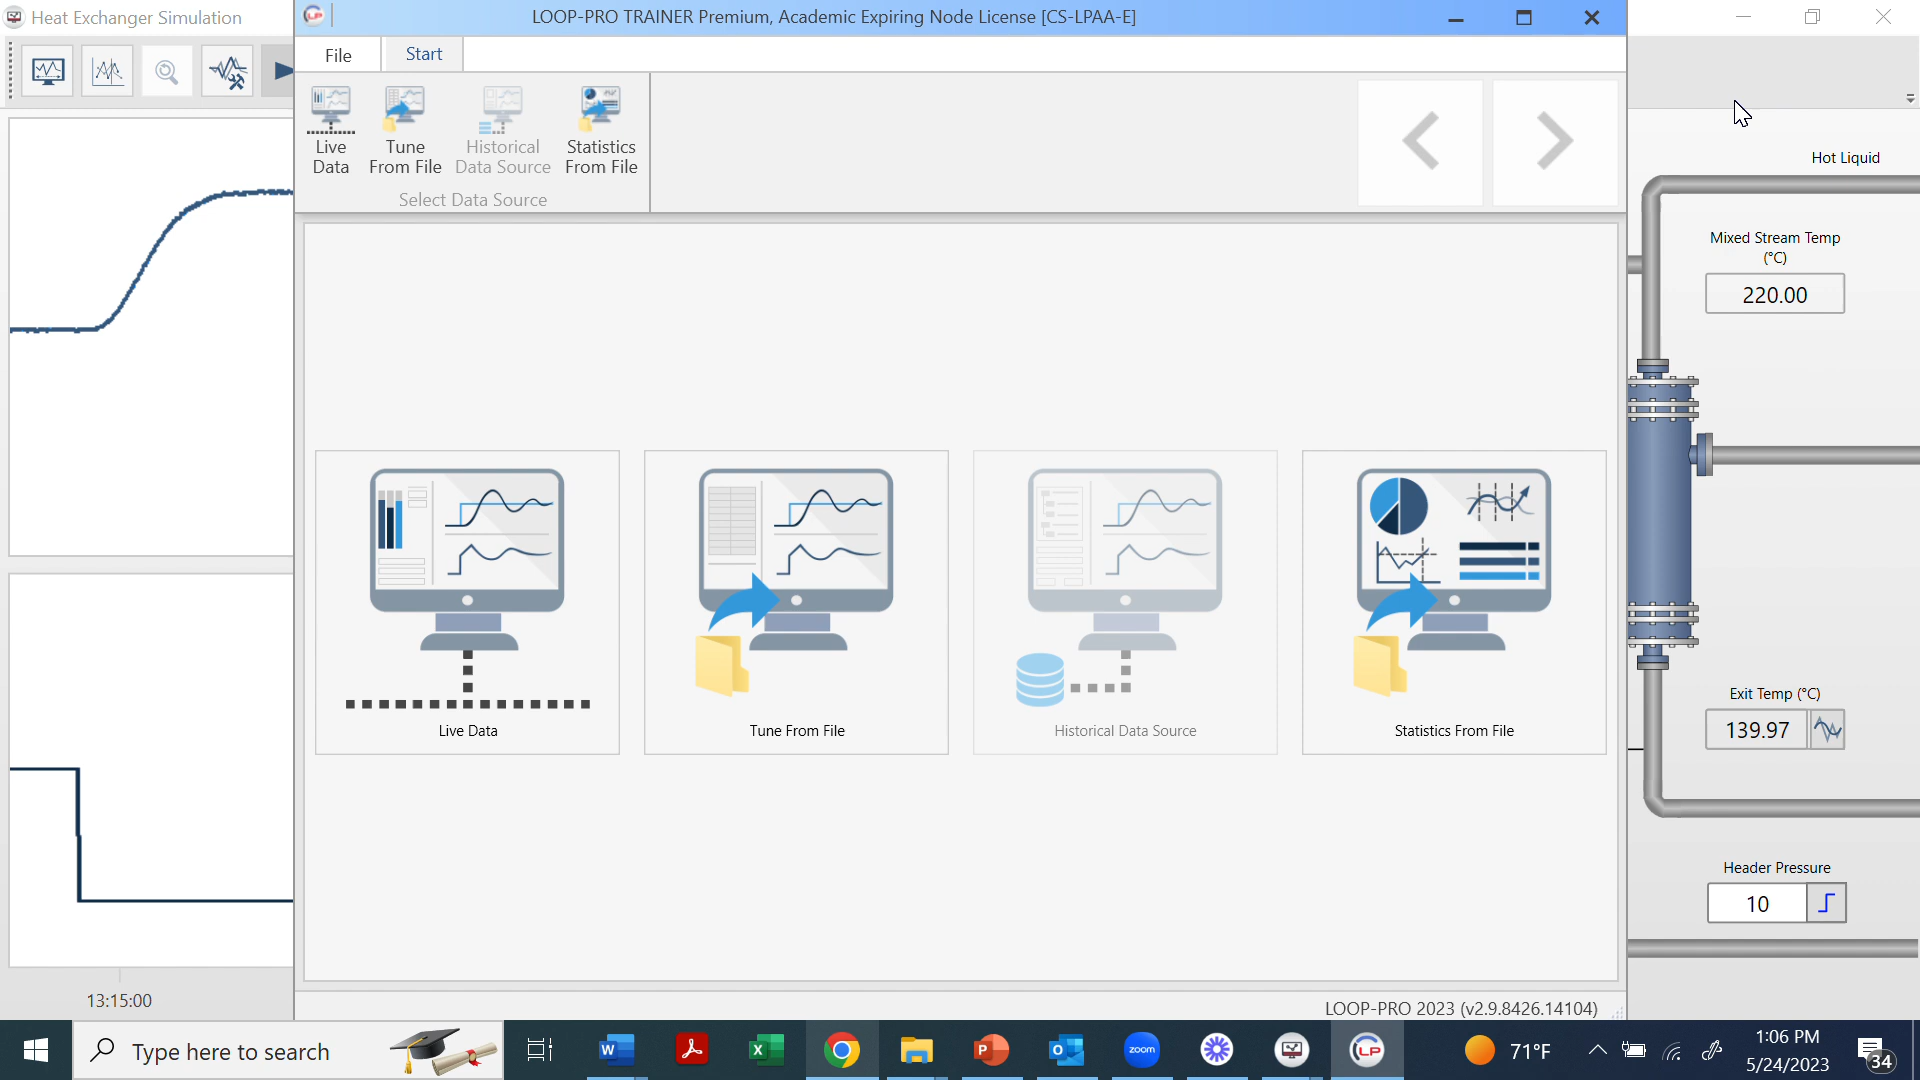 Heat Exchanger Simulation
LOOP-PRO TRAINER Premium, Academic Expiring Node License [CS-LPAA-E]
File
Start
Live
Data
Tune
From File
Historical
Data Source
Statistics
From File
Select Data Source
Hot Liquid
Mixed Stream Temp
(°C)
220.00
Live Data
Tune From File
Historical Data Source
Statistics From File
Exit Temp (°C)
139.97
Header Pressure
10
13:15:00
LOOP-PRO 2023 (v2.9.8426.14104)
Type here to search
zoom
LP
71°F
1:06 PM
5/24/2023
34